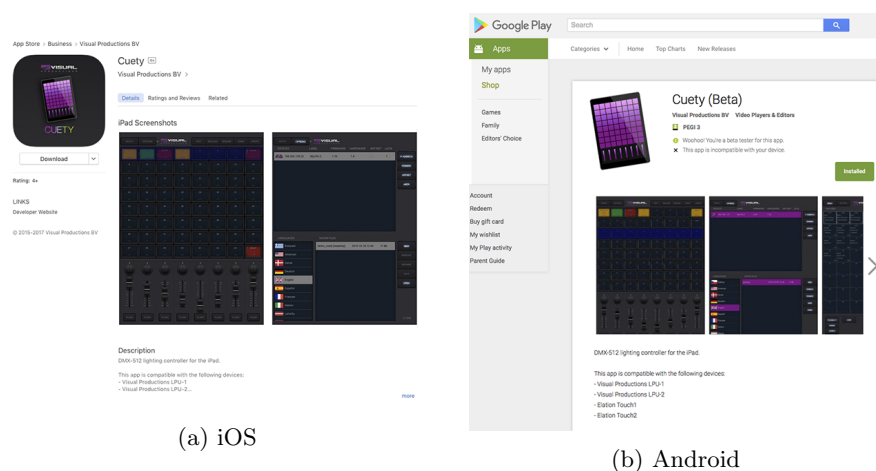 App Store › Business › Visual Productions BV
VISUAL
CUETY
Cuety 4+
Visual Productions BV >
Details Ratings and Reviews Related
iPad Screenshots
Download
Rating: 4+
LINKS
Developer Website
© 2015-2017 Visual Productions BV
Description
DMX-512 lighting controller for the iPad.
This app is compatible with the following devices:
- Visual Productions LPU-1
- Visual Productions LPU-2...
more
(a) iOS
Google Play
Search
Apps
Categories
Home
Top Charts
New Releases
My apps
Shop
Games
Family
Editors' Choice
Account
Redeem
Buy gift card
My wishlist
My Play activity
Parent Guide
Cuety (Beta)
Visual Productions BV Video Players & Editors
PEGI 3
Woohoo! You're a beta tester for this app.
This app is incompatible with your device.
Installed
DMX-512 lighting controller for the iPad.
This app is compatible with the following devices:
- Visual Productions LPU-1
- Visual Productions LPU-2
- Elation Touch1
- Elation Touch2
(b) Android